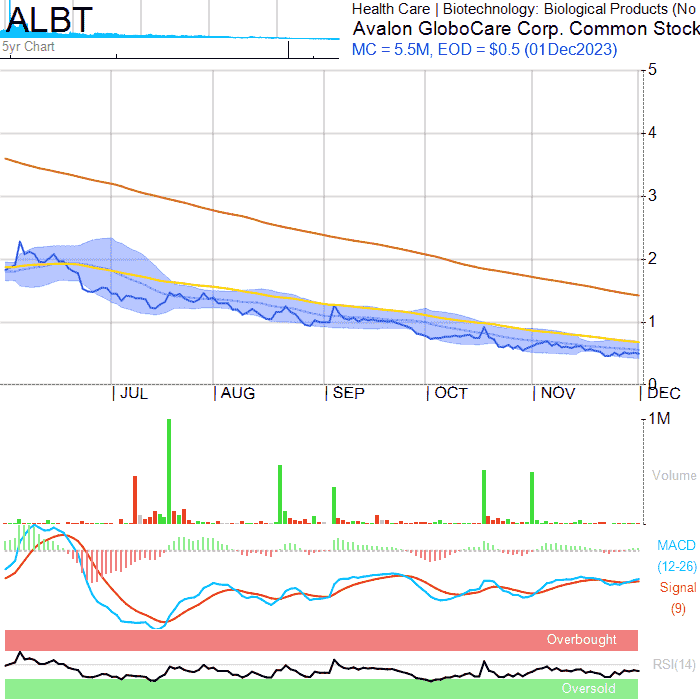 ALBT
5yr Chart
Health Care | Biotechnology: Biological Products (No
Avalon GloboCare Corp. Common Stock
MC = 5.5M, EOD = $0.5 (01Dec2023)
5
4
3
2
1
0
JUL AUG SEP OCT NOV DEC
1M
Volume
MACD
(12-26)
Signal
(9)
Overbought
RSI(14)
Oversold